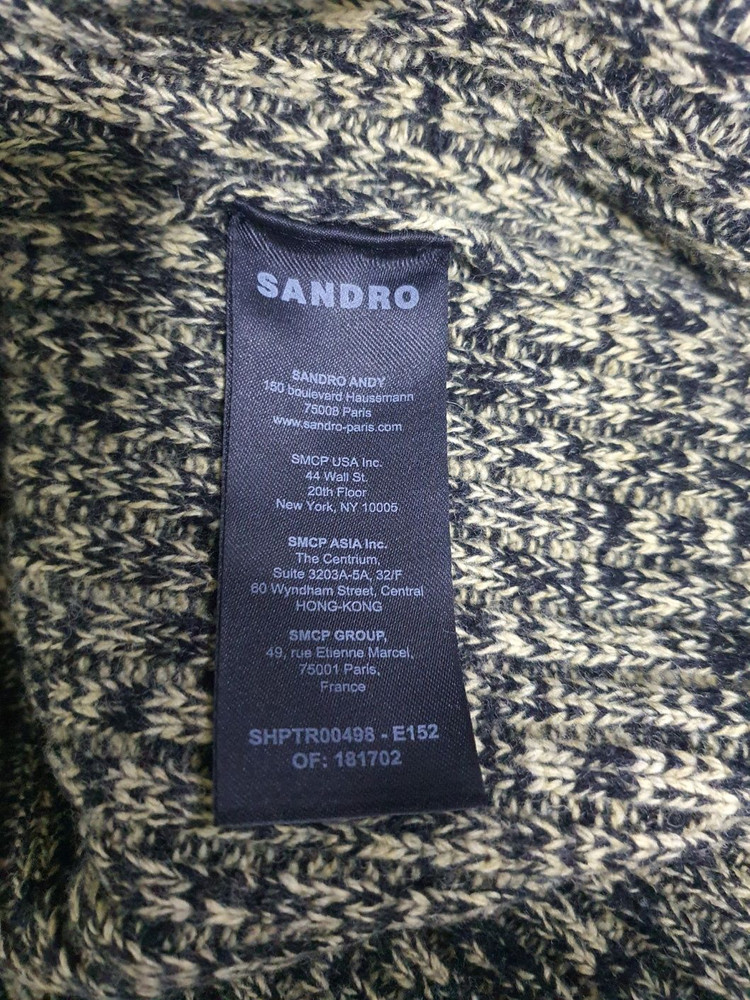 SANDRO
SANDRO ANDY
150 boulevard Haussmann
75008 Paris
www.sandro-paris.com
SMCP USA Inc.
44 Wall St.
20th Floor
New York, NY 10005
SMCP ASIA Inc.
The Centrium,
Suite 3203A-5A, 32/F
60 Wyndham Street, Central
HONG-KONG
SMCP GROUP,
49, rue Etienne Marcel,
75001 Paris,
France
SHPTR00498 - E152
OF: 181702